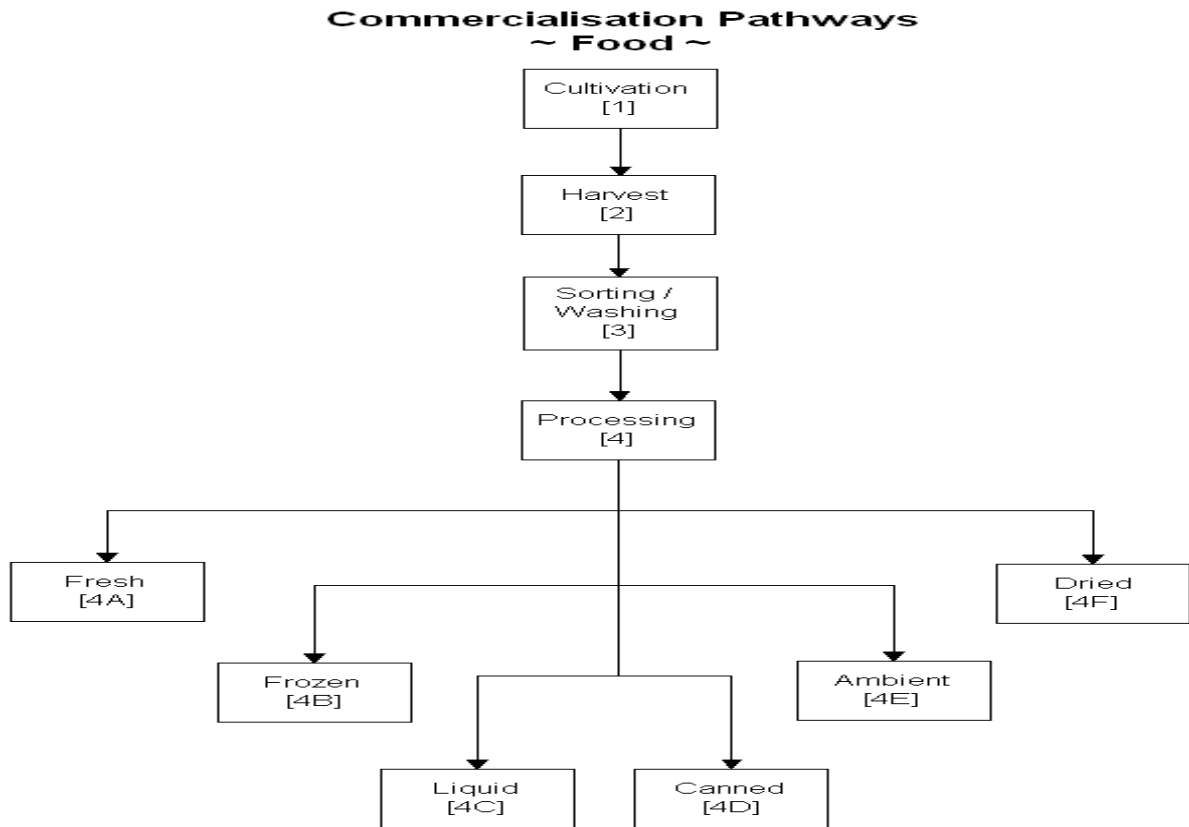 Commercialisation Pathways
~ Food ~
Cultivation
[1]
Harvest
[2]
Sorting /
Washing
[3]
Processing
[4]
Fresh
[4A]
Dried
[4F]
Frozen
[4B]
Ambient
[4E]
Liquid
[4C]
Canned
[4D]